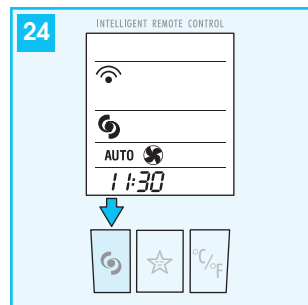 24
INTELLIGENT REMOTE CONTROL
AUTO
11:30
°C/°F